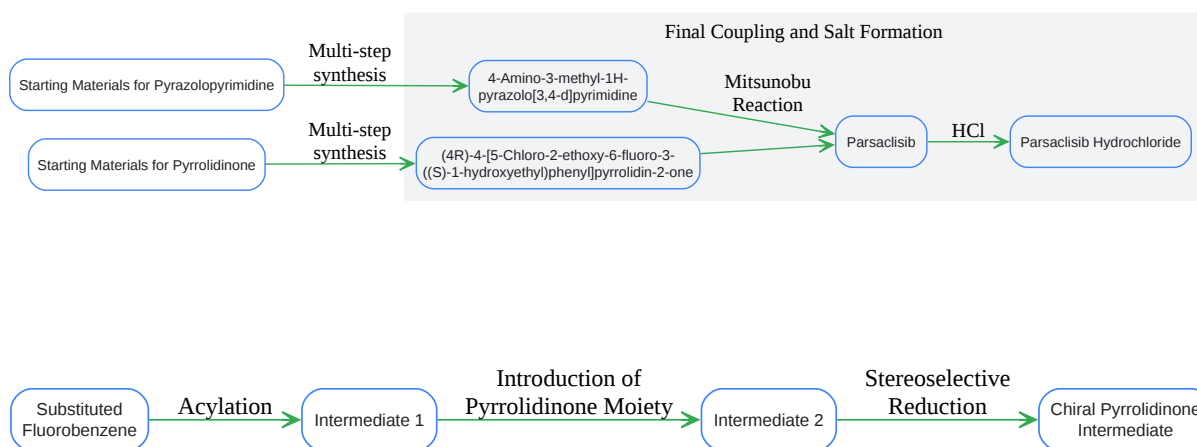 Final Coupling and Salt Formation
Multi-step
synthesis
Starting Materials for Pyrazolopyrimidine
4-Amino-3-methyl-1H-
pyrazolo[3,4-d]pyrimidine
Mitsunobu
Reaction
Multi-step
synthesis
Starting Materials for Pyrrolidinone
(4R)-4-[5-Chloro-2-ethoxy-6-fluoro-3-
((S)-1-hydroxyethyl)phenyl]pyrrolidin-2-one
Parsaclisib
HCl
Parsaclisib Hydrochloride
Substituted
Fluorobenzene
Acylation
Intermediate 1
Introduction of
Pyrrolidinone Moiety
Intermediate 2
Stereoselective
Reduction
Chiral Pyrrolidinone
Intermediate